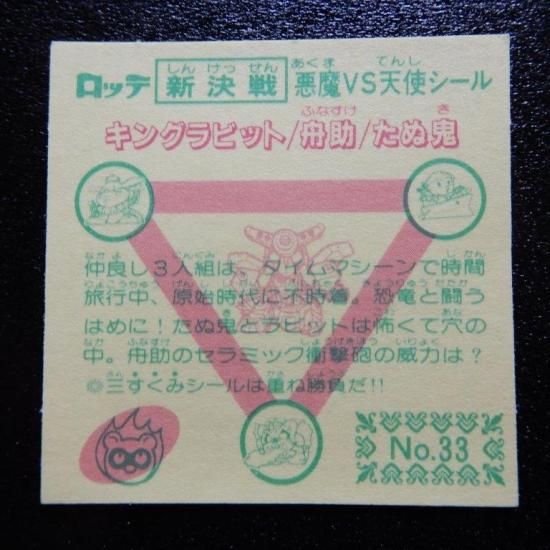 ロッテ 新決戦 悪魔VS天使シール
キングラビット/舟助/たぬ鬼
仲良し3人組は、タイムマシーンで時間
旅行中、原始時代に不時着。恐竜と闘う
はめに!たぬ鬼とラビットは怖くて穴の
中。舟助のセラミック衝撃砲の威力は?
◎三すくみシールは重ね勝負だ!!
No.33